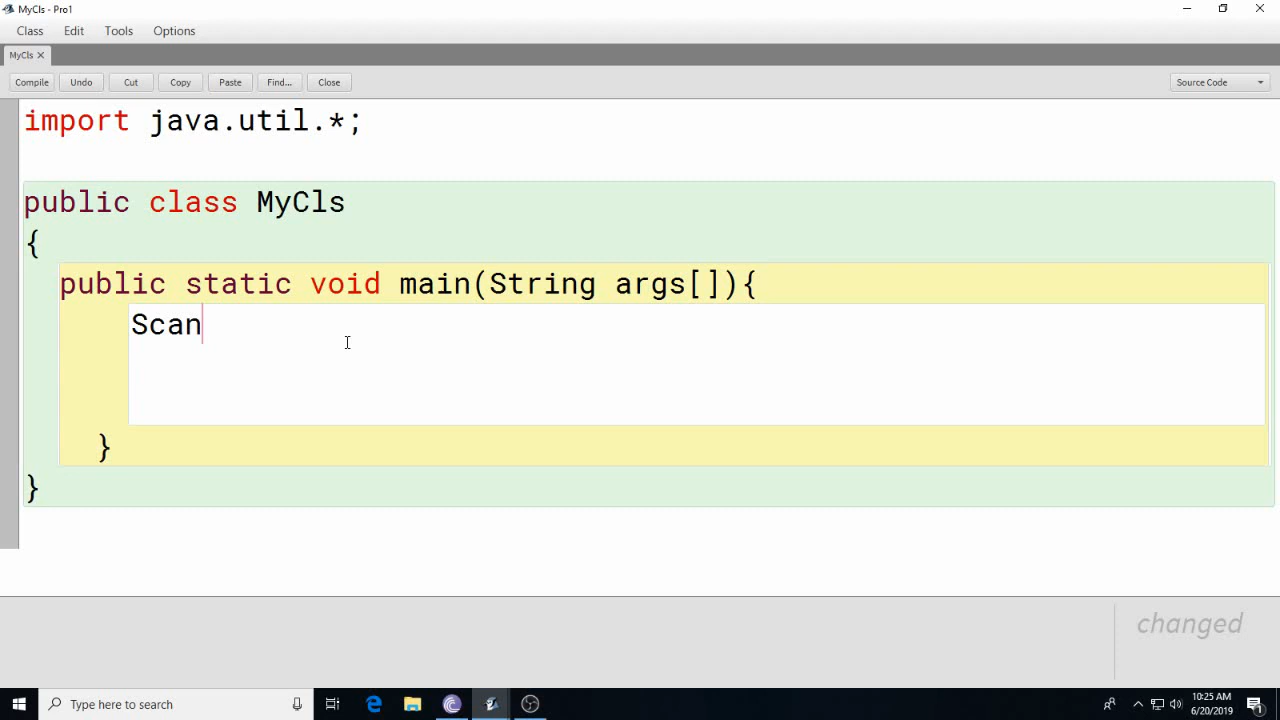 MyCls - Pro1
Class Edit Tools Options
MyCls
Compile Undo Cut Copy Paste Find... Close Source Code
import java.util.*;
public class MyCls
{
public static void main(String args[]){
Scan
}
}
changed
Type here to search
10:25 AM
6/20/2019
1